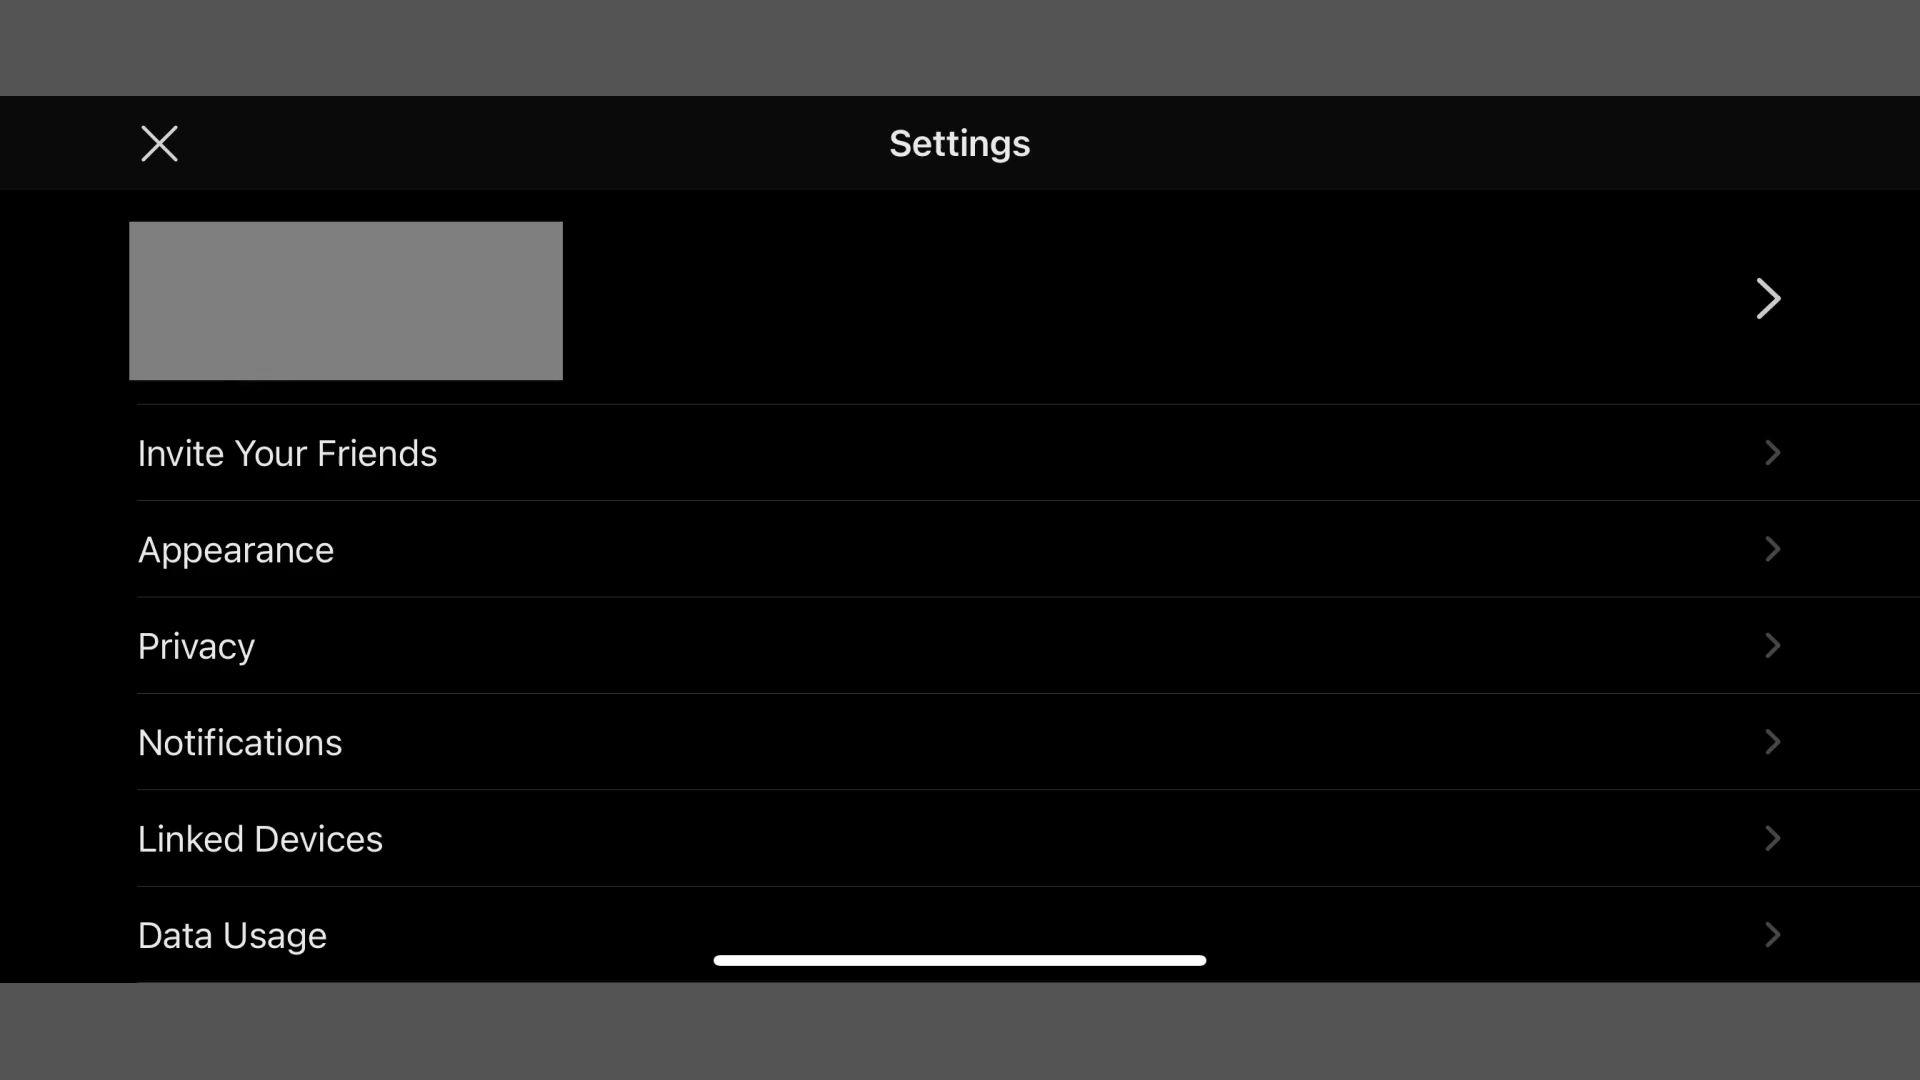 Settings
Invite Your Friends
Appearance
Privacy
Notifications
Linked Devices
Data Usage